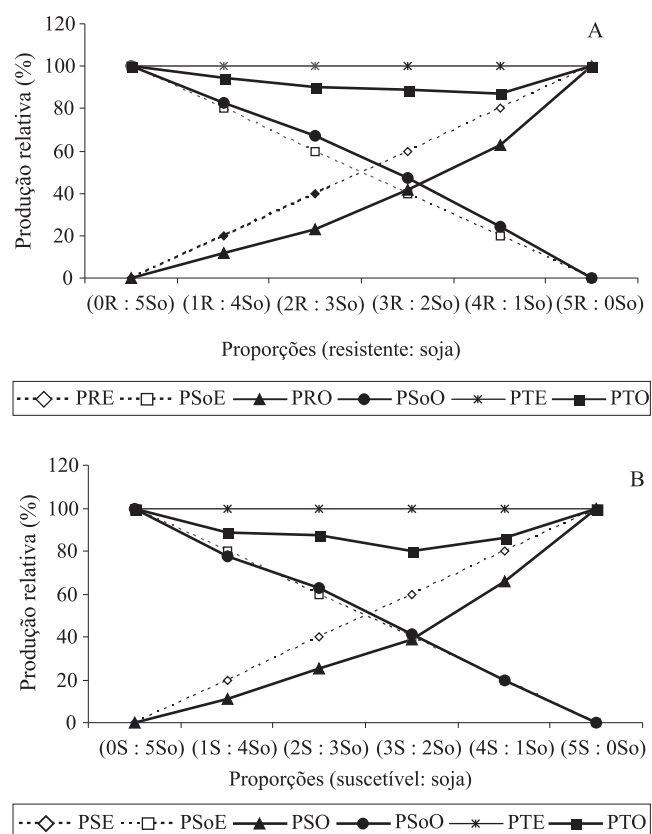 A
Produção relativa (%)
120
100
80
60
40
20
0
(0R : 5So) (1R : 4So) (2R : 3So) (3R : 2So) (4R : 1So) (5R : 0So)
Proporções (resistente: soja)
PRE PSoE PRO PSoO PTE PTO
B
Produção relativa (%)
120
100
80
60
40
20
0
(0S : 5So) (1S : 4So) (2S : 3So) (3S : 2So) (4S : 1So) (5S : 0So)
Proporções (suscetível: soja)
PSE PSoE PSO PSoO PTE PTO